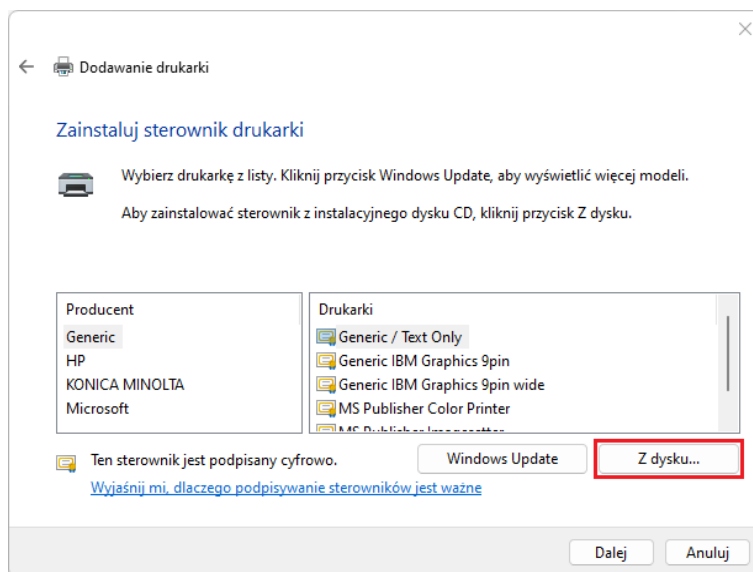 Dodawanie drukarki
Zainstaluj sterownik drukarki
Wybierz drukarkę z listy. Kliknij przycisk Windows Update, aby wyświetlić więcej modeli.
Aby zainstalować sterownik z instalacyjnego dysku CD, kliknij przycisk Z dysku.
Producent
Generic
HP
KONICA MINOLTA
Microsoft
Drukarki
Generic / Text Only
Generic IBM Graphics 9pin
Generic IBM Graphics 9pin wide
MS Publisher Color Printer
MS Publisher Imagesetter
Ten sterownik jest podpisany cyfrowo.
Wyjaśnij mi, dlaczego podpisywanie sterowników jest ważne
Windows Update
Z dysku...
Dalej
Anuluj